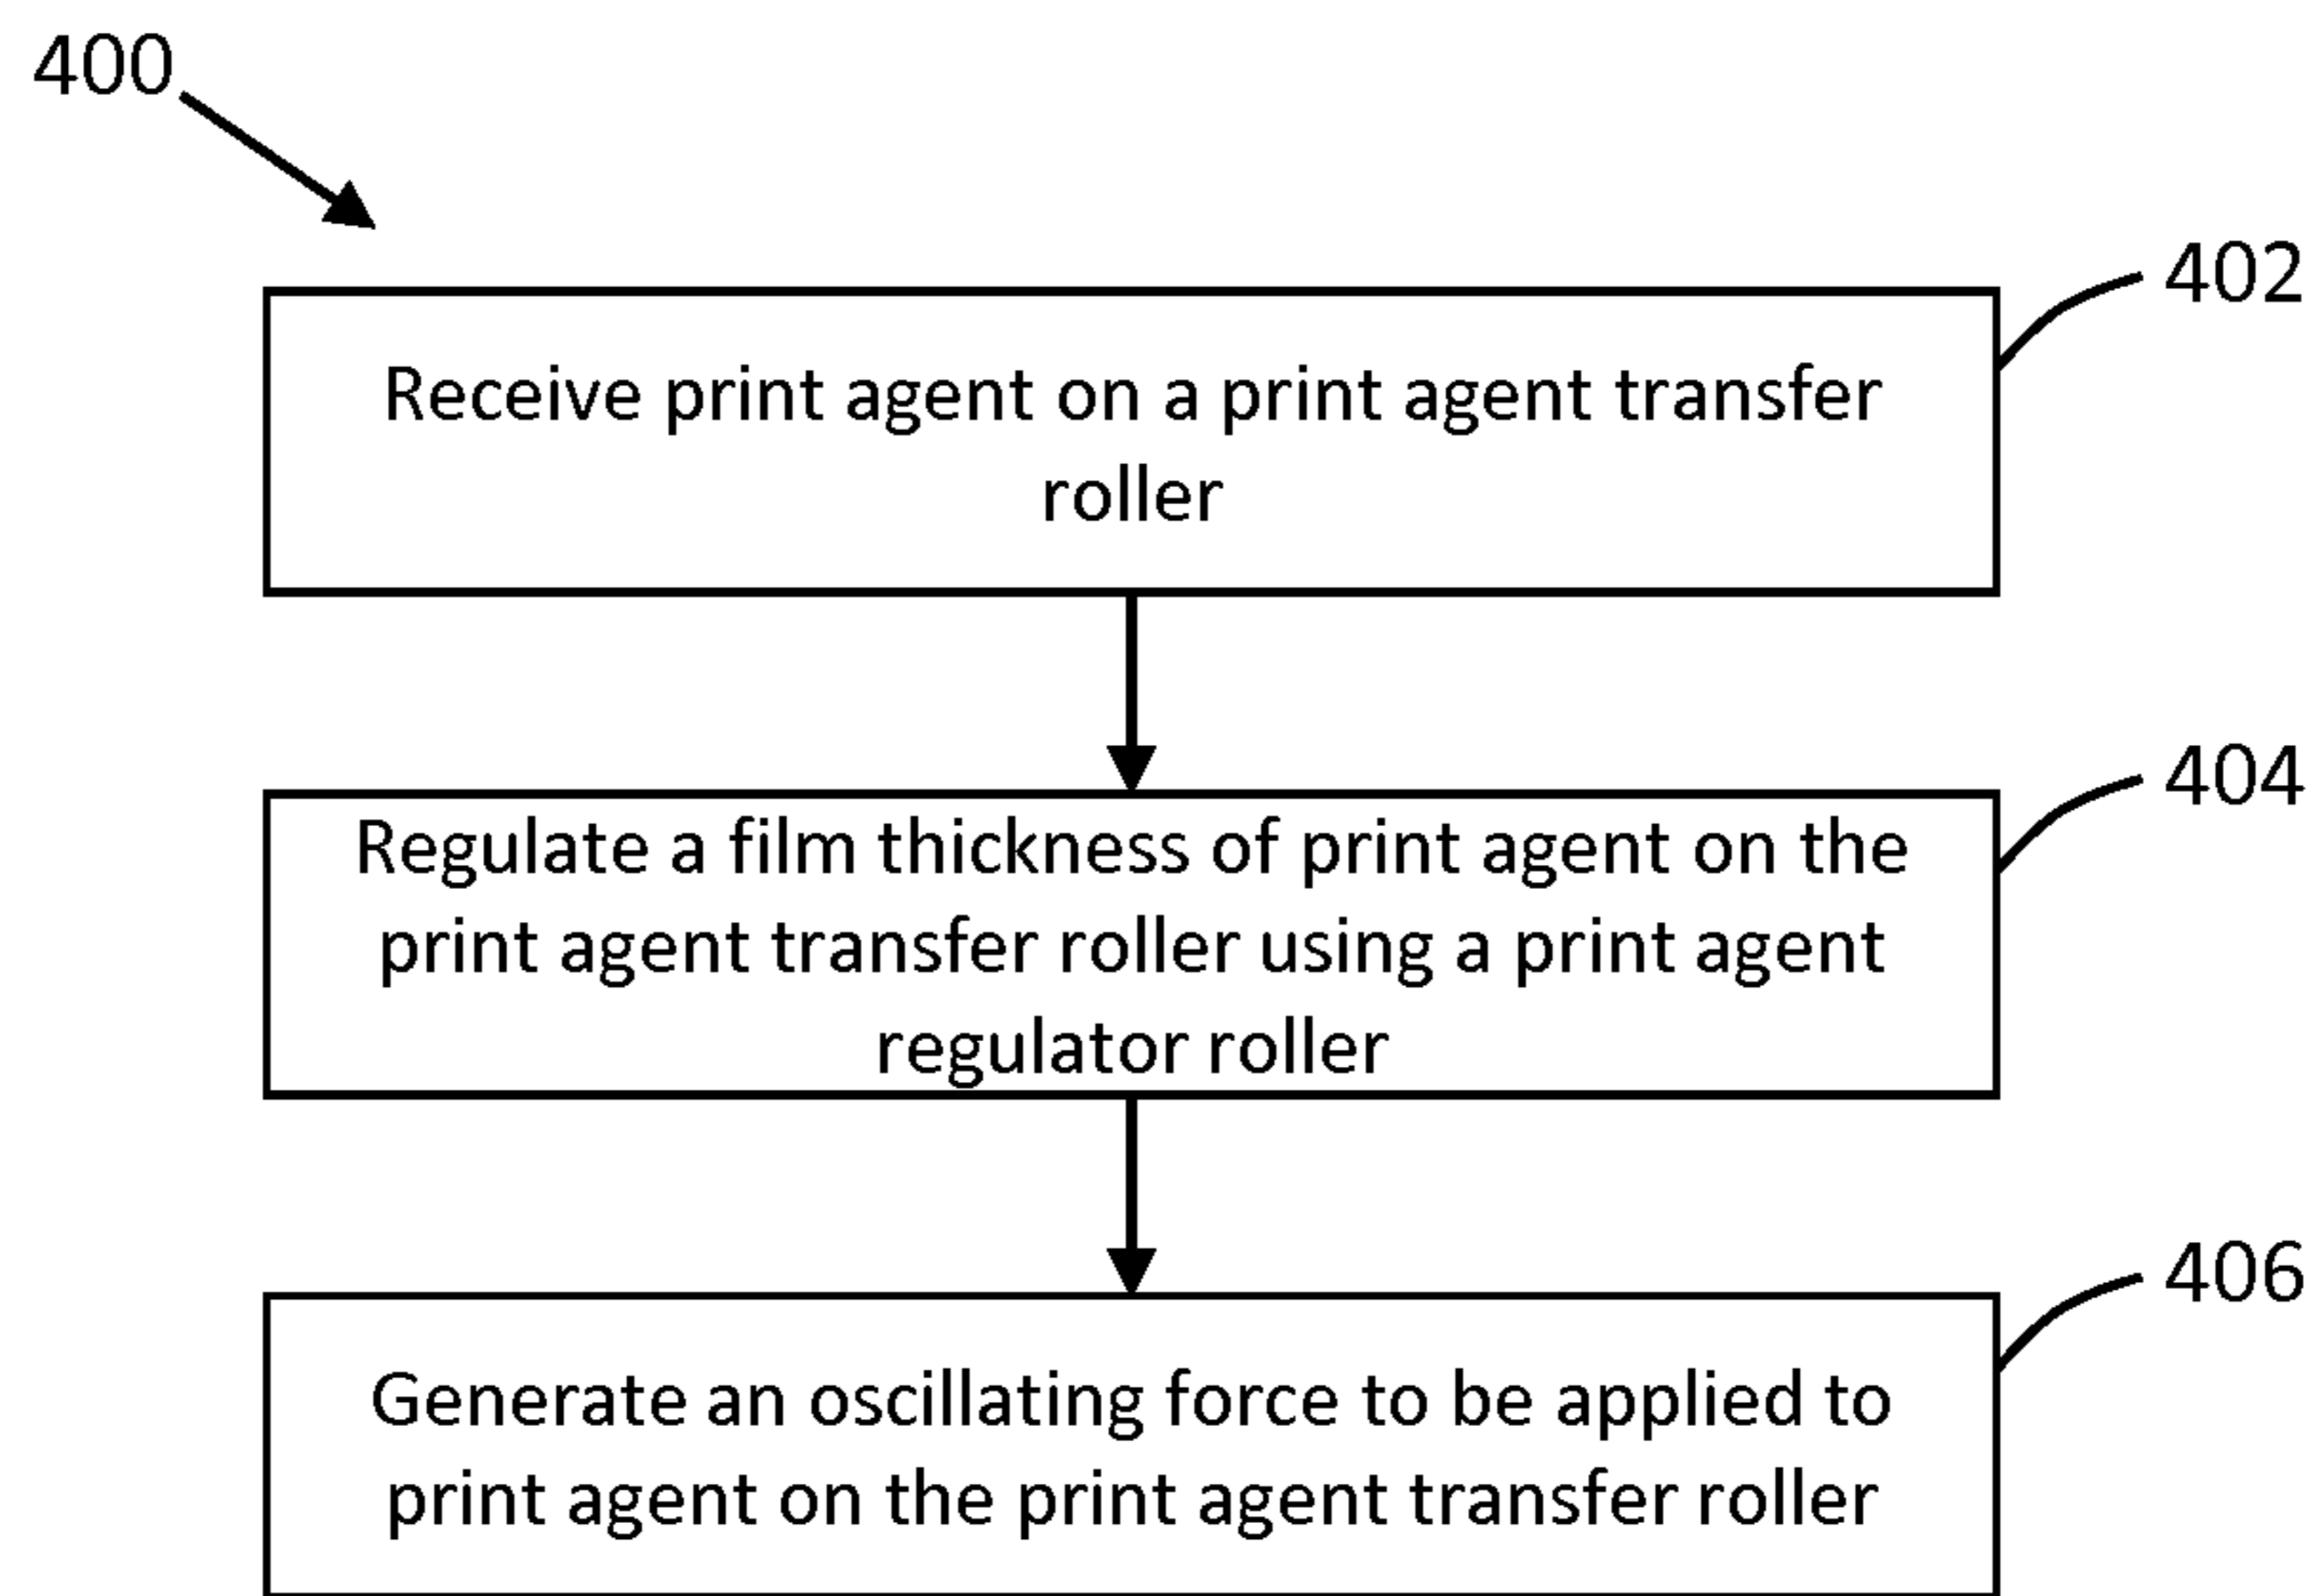 400
402
Receive print agent on a print agent transfer
roller
404
Regulate a film thickness of print agent on the
print agent transfer roller using a print agent
regulator roller
406
Generate an oscillating force to be applied to
print agent on the print agent transfer roller